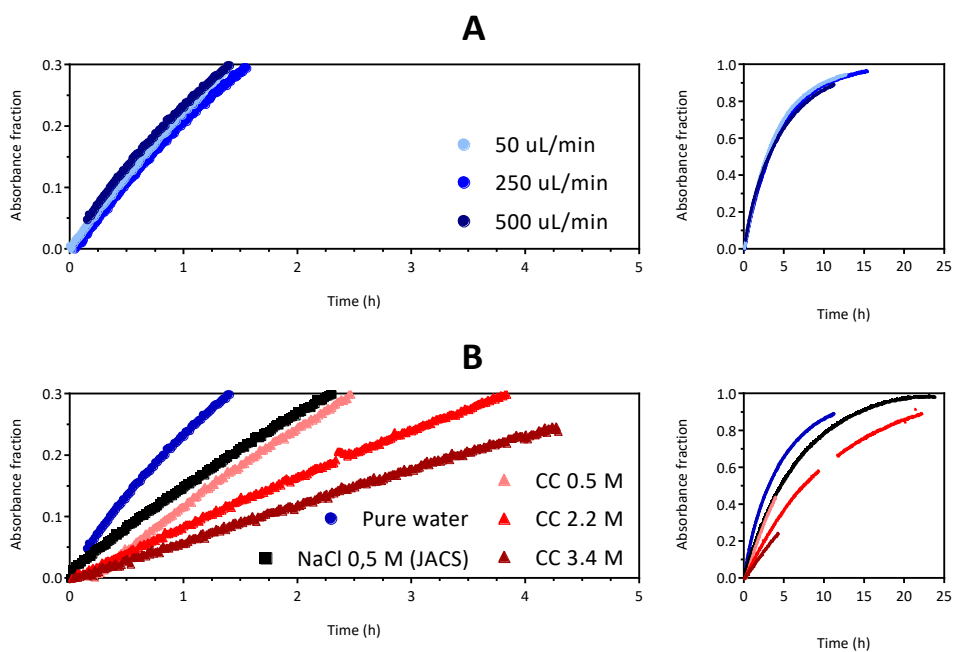 A
Absorbance fraction
0.3
0.2
0.1
0.0
0
1
2
3
4
5
Time (h)
50 uL/min
250 uL/min
500 uL/min
Absorbance fraction
1.0
0.8
0.6
0.4
0.2
0.0
0
5
10
15
20
25
Time (h)
B
Absorbance fraction
0.3
0.2
0.1
0.0
0
1
2
3
4
5
Time (h)
CC 0.5 M
Pure water
CC 2.2 M
NaCl 0,5 M (JACS)
CC 3.4 M
Absorbance fraction
1.0
0.8
0.6
0.4
0.2
0.0
0
5
10
15
20
25
Time (h)